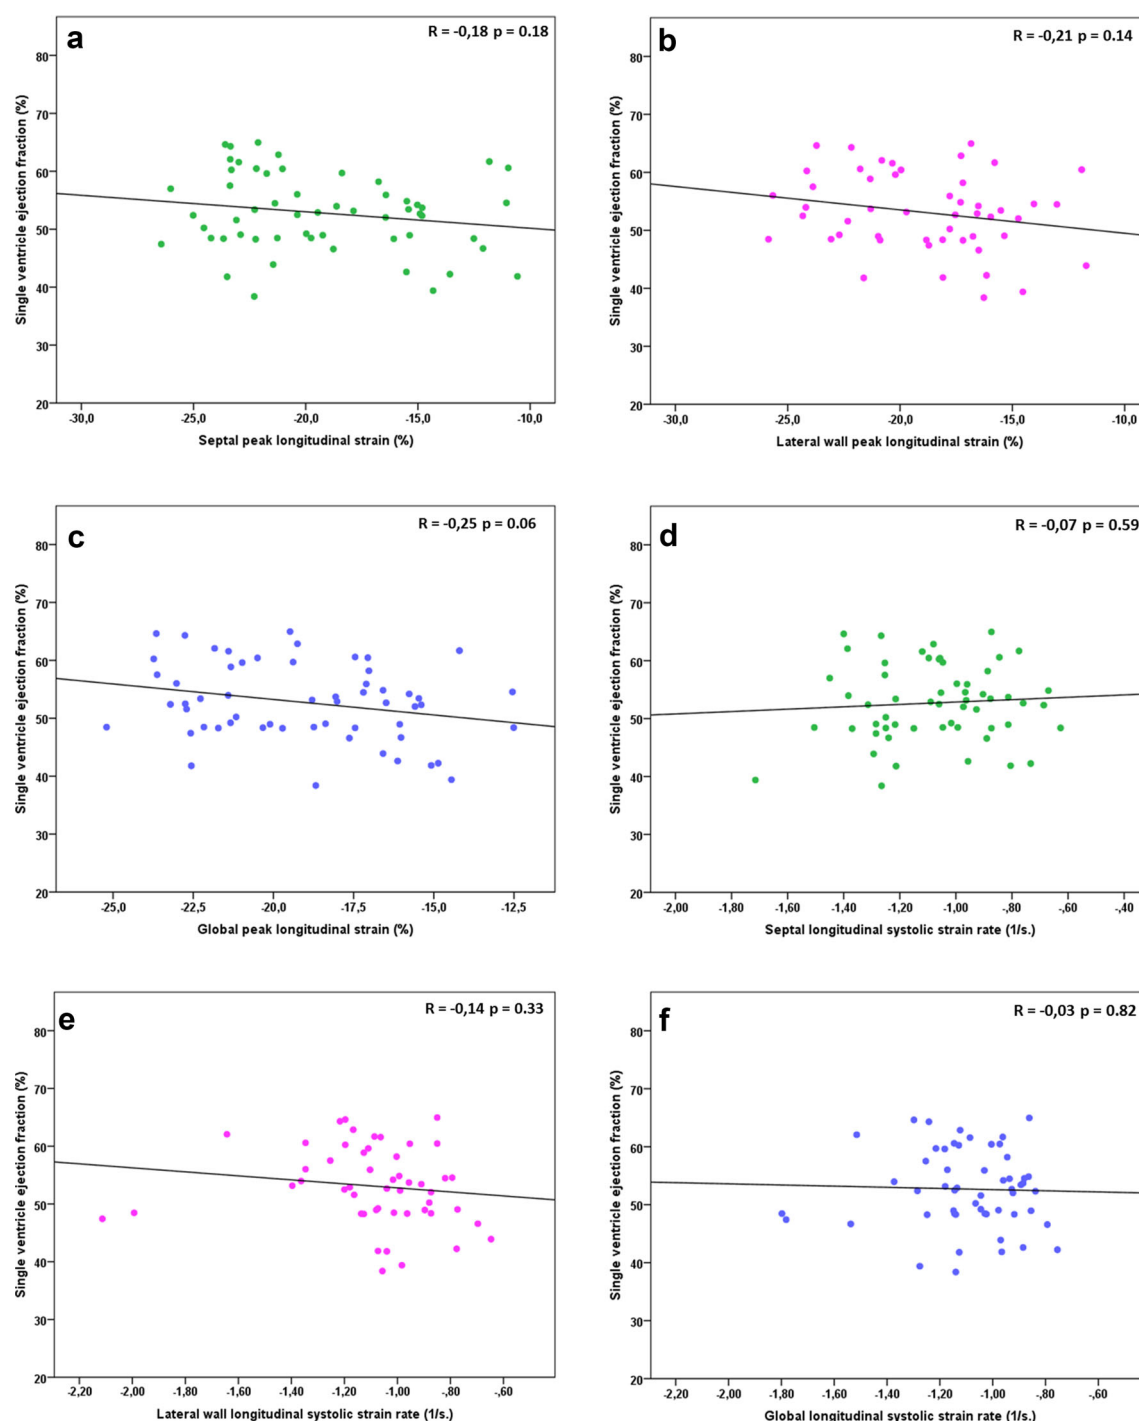 a
R = -0,18 p = 0.18
Single ventricle ejection fraction (%)
80
70
60
50
40
30
20
-30,0 -25,0 -20,0 -15,0 -10,0
Septal peak longitudinal strain (%)
b
R = -0,21 p = 0.14
Single ventricle ejection fraction (%)
80
70
60
50
40
30
20
-30,0 -25,0 -20,0 -15,0 -10,0
Lateral wall peak longitudinal strain (%)
c
R = -0,25 p = 0.06
Single ventricle ejection fraction (%)
80
70
60
50
40
30
20
-25,0 -22,5 -20,0 -17,5 -15,0 -12,5
Global peak longitudinal strain (%)
d
R = -0,07 p = 0.59
Single ventricle ejection fraction (%)
80
70
60
50
40
30
20
-2,00 -1,80 -1,60 -1,40 -1,20 -1,00 -,80 -,60 -,40
Septal longitudinal systolic strain rate (1/s.)
e
R = -0,14 p = 0.33
Single ventricle ejection fraction (%)
80
70
60
50
40
30
20
-2,20 -2,00 -1,80 -1,60 -1,40 -1,20 -1,00 -,80 -,60
Lateral wall longitudinal systolic strain rate (1/s.)
f
R = -0,03 p = 0.82
Single ventricle ejection fraction (%)
80
70
60
50
40
30
20
-2,20 -2,00 -1,80 -1,60 -1,40 -1,20 -1,00 -,80 -,60
Global longitudinal systolic strain rate (1/s.)